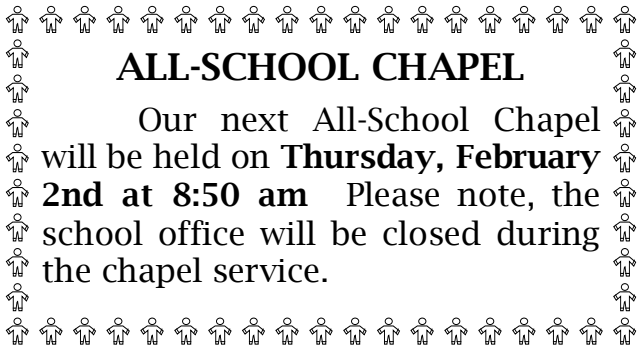 ALL-SCHOOL CHAPEL
Our next All-School Chapel
will be held on Thursday, February
2nd at 8:50 am Please note, the
school office will be closed during
the chapel service.